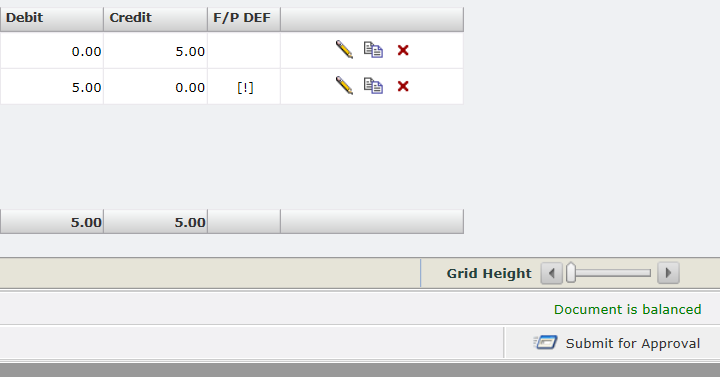 Debit Credit F/P DEF
0.00 5.00
5.00 0.00 [!]
5.00 5.00
Grid Height
Document is balanced
Submit for Approval